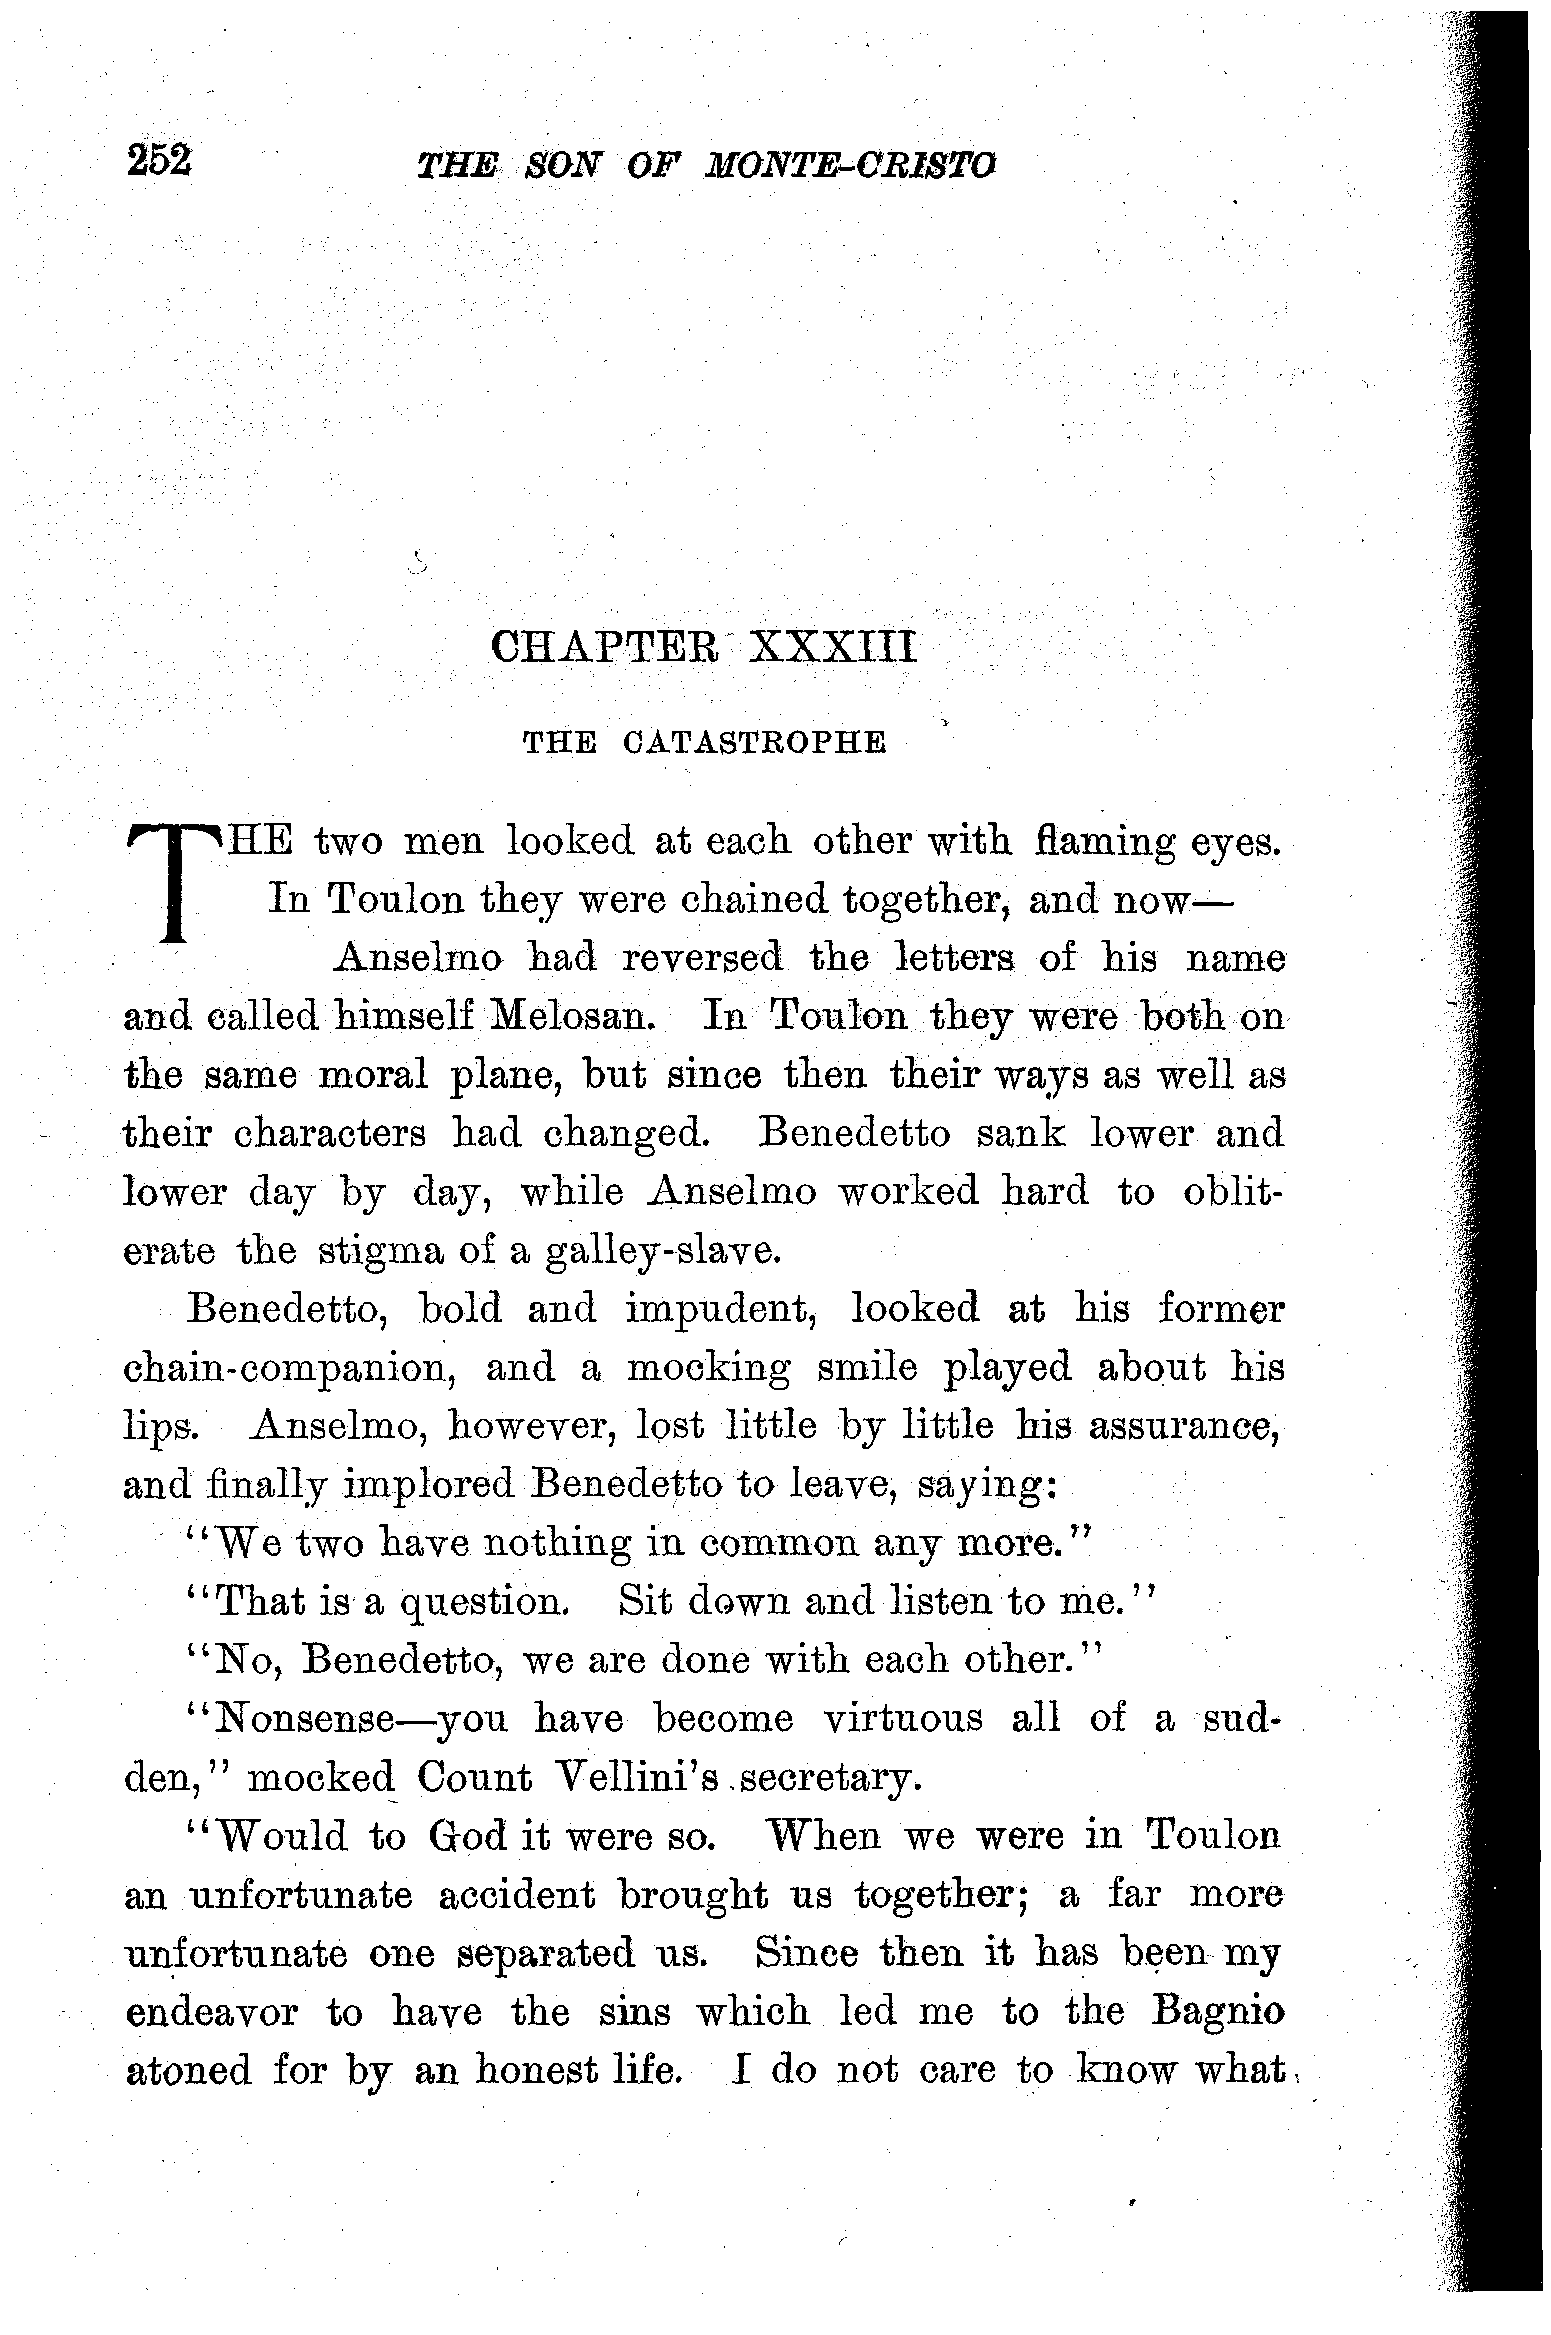 252 THE SON OF MONTE-CRISTO
CHAPTER XXXIII
THE CATASTROPHE
THE two men looked at each other with flaming eyes.
In Toulon they were chained together, and now—
Anselmo had reversed the letters of his name
and called himself Melosan. In Toulon they were both on
the same moral plane, but since then their ways as well as
their characters had changed. Benedetto sank lower and
lower day by day, while Anselmo worked hard to oblit-
erate the stigma of a galley-slave.
Benedetto, bold and impudent, looked at his former
chain-companion, and a mocking smile played about his
lips. Anselmo, however, lost little by little his assurance,
and finally implored Benedetto to leave, saying:
"We two have nothing in common any more."
"That is a question. Sit down and listen to me."
"No, Benedetto, we are done with each other."
"Nonsense—you have become virtuous all of a sud-
den," mocked Count Vellini's secretary.
"Would to God it were so. When we were in Toulon
an unfortunate accident brought us together; a far more
unfortunate one separated us. Since then it has been my
endeavor to have the sins which led me to the Bagnio
atoned for by an honest life. I do not care to know what